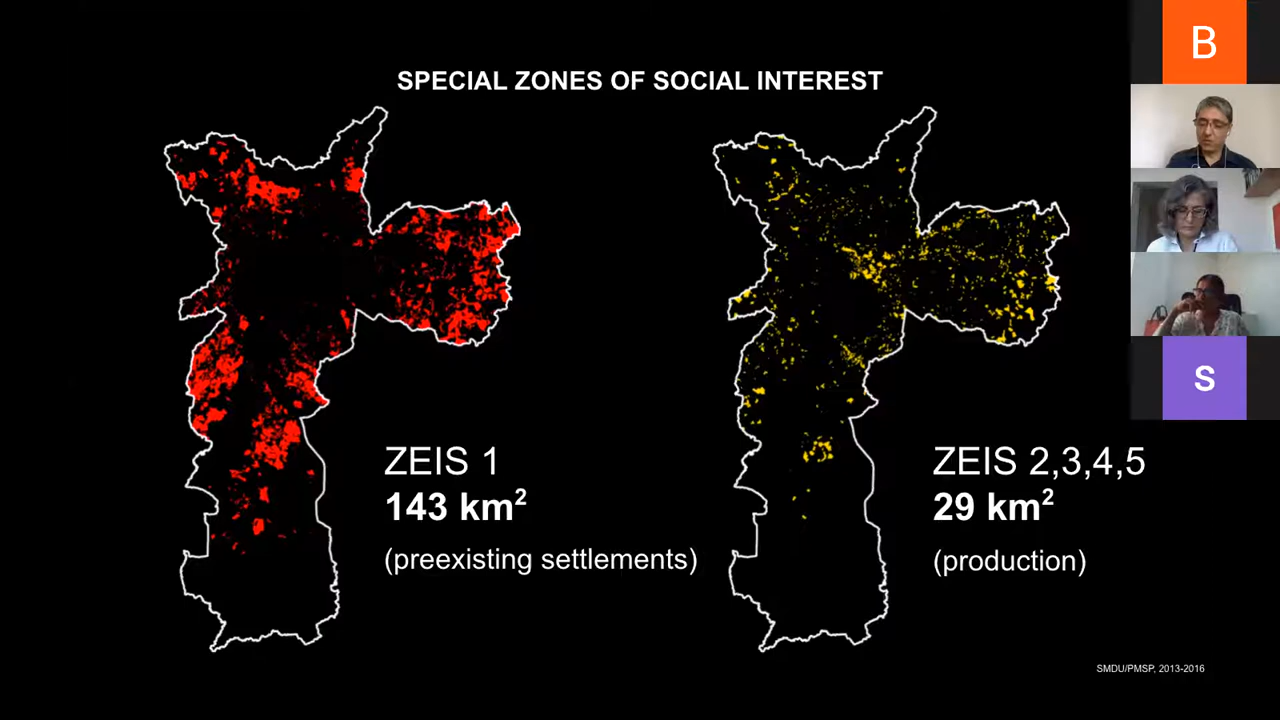 SPECIAL ZONES OF SOCIAL INTEREST
ZEIS 1
143 km²
(preexisting settlements)
ZEIS 2,3,4,5
29 km²
(production)
SMDU/PMSP, 2013-2016
B
S